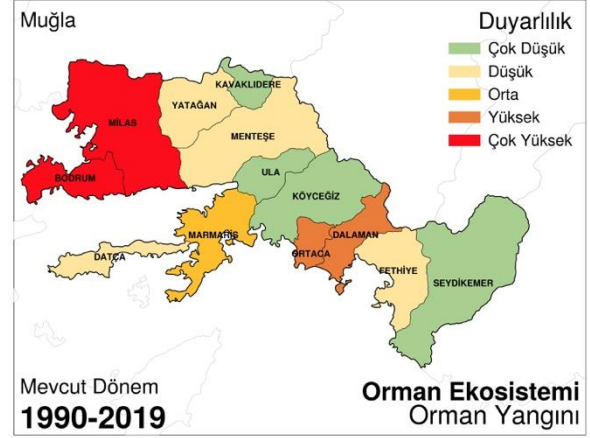 Muğla
Duyarlılık
Çok Düşük
Düşük
Orta
Yüksek
Çok Yüksek
KAVAKLIDERE
YATAĞAN
MİLAS
MENTEŞE
BODRUM
ULA
KÖYCEĞİZ
MARMARİS
DALAMAN
DATÇA
ORTACA
FETHİYE
SEYDİKEMER
Mevcut Dönem
1990-2019
Orman Ekosistemi
Orman Yangını